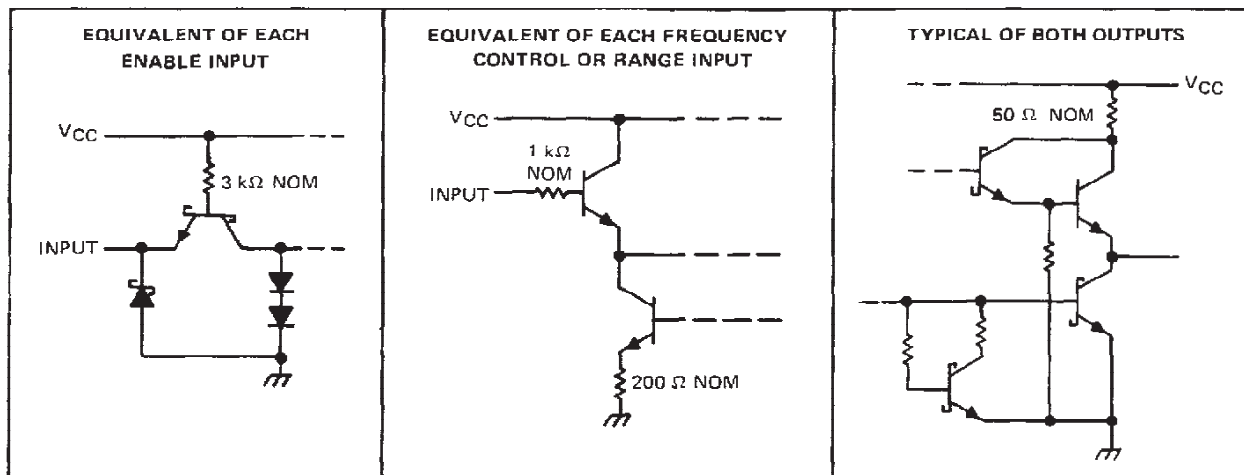 EQUIVALENT OF EACH
ENABLE INPUT
VCC
3 kΩ NOM
INPUT
EQUIVALENT OF EACH FREQUENCY
CONTROL OR RANGE INPUT
VCC
1 kΩ
NOM
INPUT
200 Ω NOM
TYPICAL OF BOTH OUTPUTS
VCC
50 Ω NOM